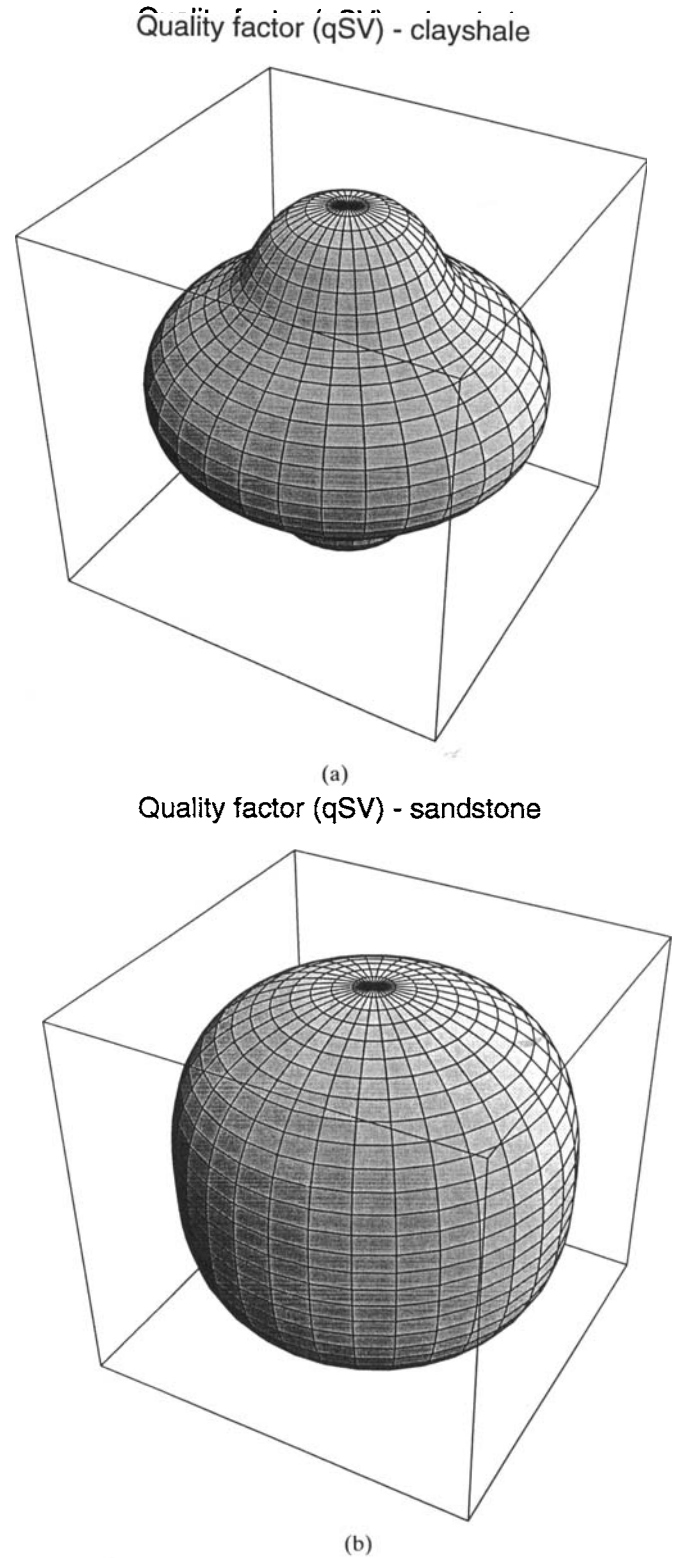 Quality factor (qSV) - clayshale
(a)
Quality factor (qSV) - sandstone
(b)